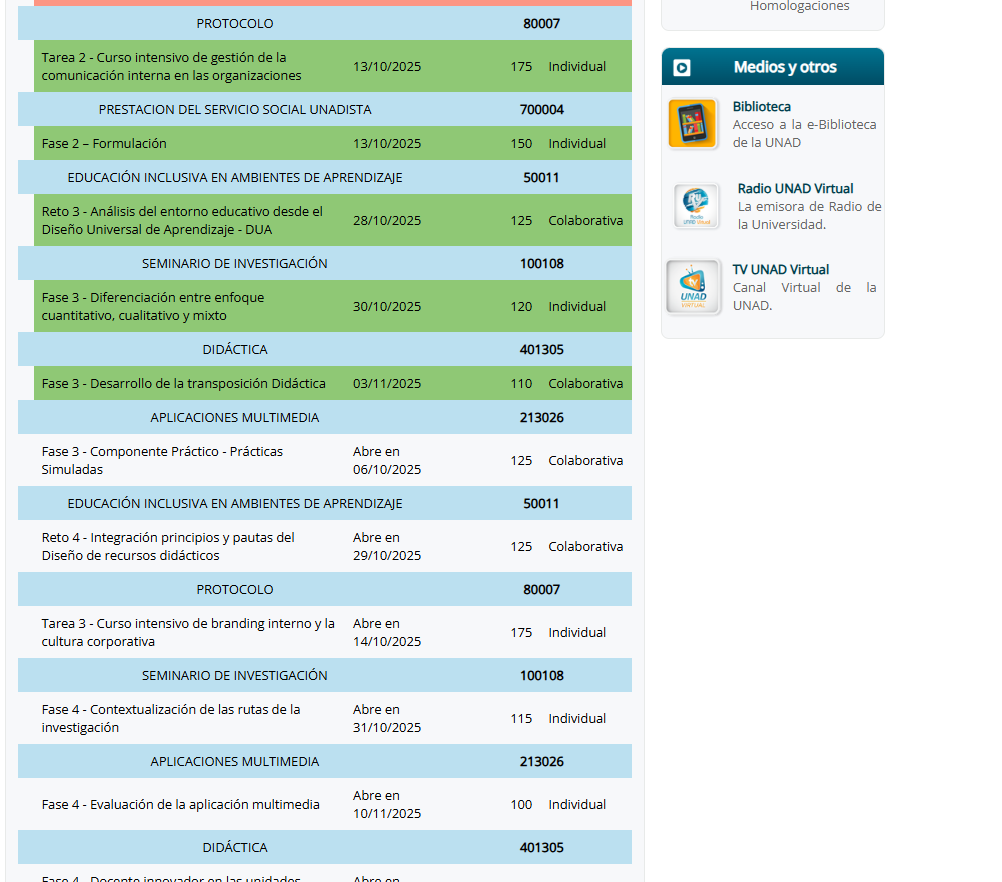 PROTOCOLO 80007
Tarea 2 - Curso intensivo de gestión de la
comunicación interna en las organizaciones
13/10/2025 175 Individual
PRESTACION DEL SERVICIO SOCIAL UNADISTA 700004
Fase 2 – Formulación 13/10/2025 150 Individual
EDUCACIÓN INCLUSIVA EN AMBIENTES DE APRENDIZAJE 50011
Reto 3 - Análisis del entorno educativo desde el
Diseño Universal de Aprendizaje - DUA
28/10/2025 125 Colaborativa
SEMINARIO DE INVESTIGACIÓN 100108
Fase 3 - Diferenciación entre enfoque
cuantitativo, cualitativo y mixto
30/10/2025 120 Individual
DIDÁCTICA 401305
Fase 3 - Desarrollo de la transposición Didáctica 03/11/2025 110 Colaborativa
APLICACIONES MULTIMEDIA 213026
Fase 3 - Componente Práctico - Prácticas
Simuladas
Abre en
06/10/2025
125 Colaborativa
EDUCACIÓN INCLUSIVA EN AMBIENTES DE APRENDIZAJE 50011
Reto 4 - Integración principios y pautas del
Diseño de recursos didácticos
Abre en
29/10/2025
125 Colaborativa
PROTOCOLO 80007
Tarea 3 - Curso intensivo de branding interno y la
cultura corporativa
Abre en
14/10/2025
175 Individual
SEMINARIO DE INVESTIGACIÓN 100108
Fase 4 - Contextualización de las rutas de la
investigación
Abre en
31/10/2025
115 Individual
APLICACIONES MULTIMEDIA 213026
Fase 4 - Evaluación de la aplicación multimedia
Abre en
10/11/2025
100 Individual
DIDÁCTICA 401305
Fase 4 - Docente innovador en las unidades
Abre en
Homologaciones
Medios y otros
Biblioteca
Acceso a la e-Biblioteca
de la UNAD
Radio
UNAD Virtual
Radio UNAD Virtual
La emisora de Radio de
la Universidad.
TV
UNAD
VIRTUAL
TV UNAD Virtual
Canal Virtual de la
UNAD.